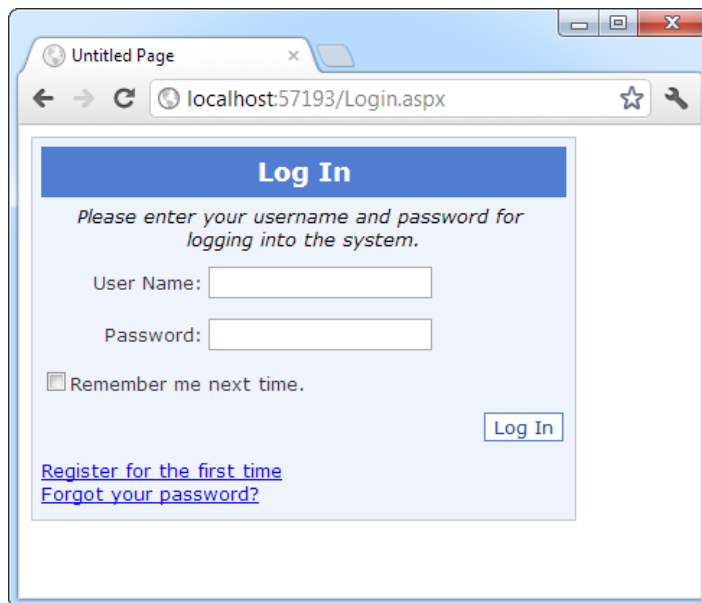 Untitled Page
localhost:57193/Login.aspx
Log In
Please enter your username and password for
logging into the system.
User Name:
Password:
Remember me next time.
Log In
Register for the first time
Forgot your password?